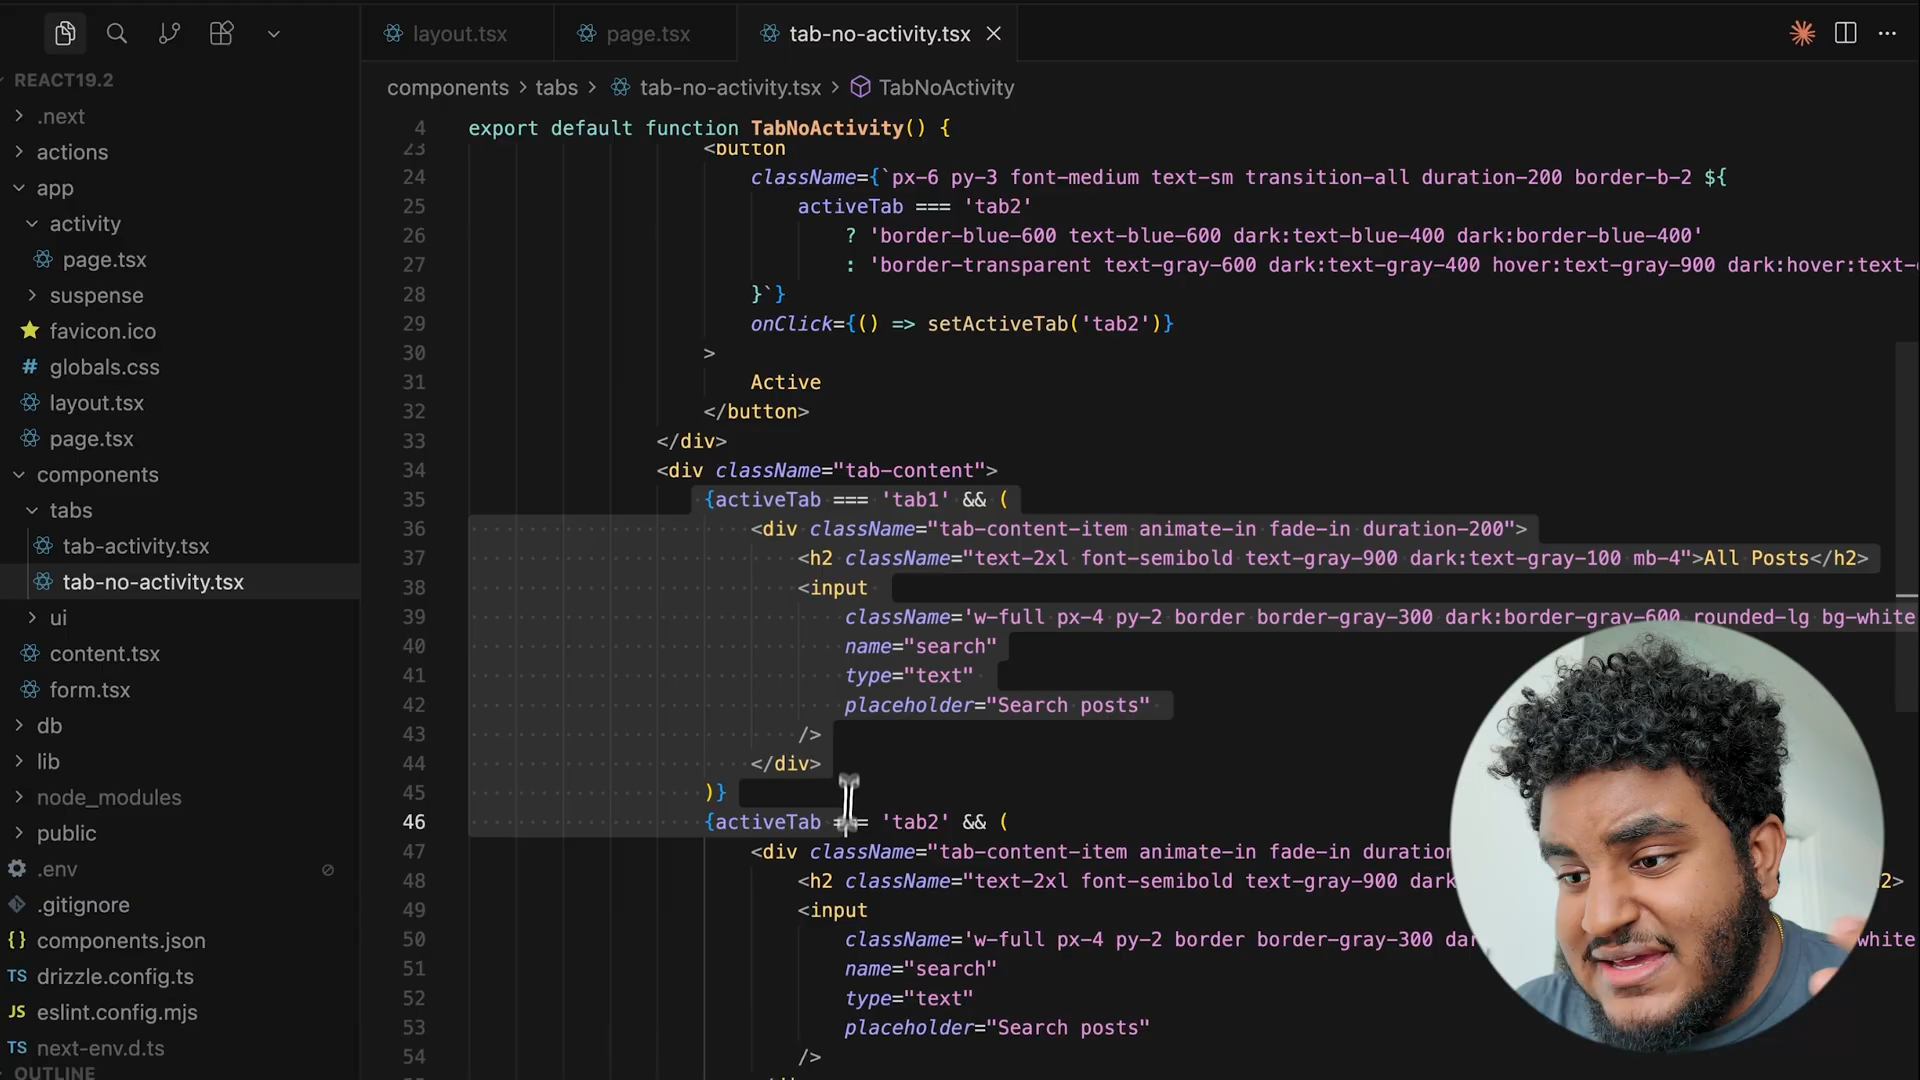 layout.tsx
page.tsx
tab-no-activity.tsx
REACT19.2
.next
actions
app
activity
page.tsx
suspense
favicon.ico
globals.css
layout.tsx
page.tsx
components
tabs
tab-activity.tsx
tab-no-activity.tsx
ui
content.tsx
form.tsx
db
lib
node_modules
public
.env
.gitignore
components.json
TS drizzle.config.ts
JS eslint.config.mjs
TS next-env.d.ts
OUTLINE
components > tabs > tab-no-activity.tsx > TabNoActivity
4 export default function TabNoActivity() {
23 <button
24 className={`px-6 py-3 font-medium text-sm transition-all duration-200 border-b-2 ${
25 activeTab === 'tab2'
26 ? 'border-blue-600 text-blue-600 dark:text-blue-400 dark:border-blue-400'
27 : 'border-transparent text-gray-600 dark:text-gray-400 hover:text-gray-900 dark:hover:text-
28 }`}
29 onClick={() => setActiveTab('tab2')}
30 >
31 Active
32 </button>
33 </div>
34 <div className="tab-content">
35 {activeTab === 'tab1' && (
36 <div className="tab-content-item animate-in fade-in duration-200">
37 <h2 className="text-2xl font-semibold text-gray-900 dark:text-gray-100 mb-4">All Posts</h2>
38 <input
39 className='w-full px-4 py-2 border border-gray-300 dark:border-gray-600 rounded-lg bg-white
40 name="search"
41 type="text"
42 placeholder="Search posts"
43 />
44 </div>
45 )}
46 {activeTab === 'tab2' && (
47 <div className="tab-content-item animate-in fade-in duration
48 <h2 className="text-2xl font-semibold text-gray-900 dark h2>
49 <input
50 className='w-full px-4 py-2 border border-gray-300 dar white
51 name="search"
52 type="text"
53 placeholder="Search posts"
54 />